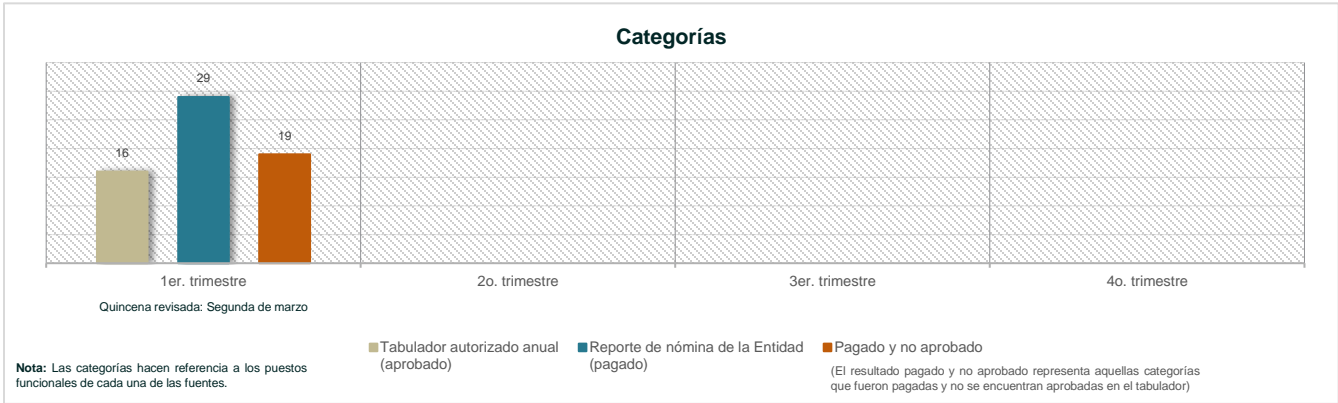 Categorías
29
19
16
1er. trimestre
2o. trimestre
3er. trimestre
4o. trimestre
Quincena revisada: Segunda de marzo
Tabulador autorizado anual
(aprobado)
Reporte de nómina de la Entidad
(pagado)
Pagado y no aprobado
(El resultado pagado y no aprobado representa aquellas categorías
que fueron pagadas y no se encuentran aprobadas en el tabulador)
Nota: Las categorías hacen referencia a los puestos
funcionales de cada una de las fuentes.